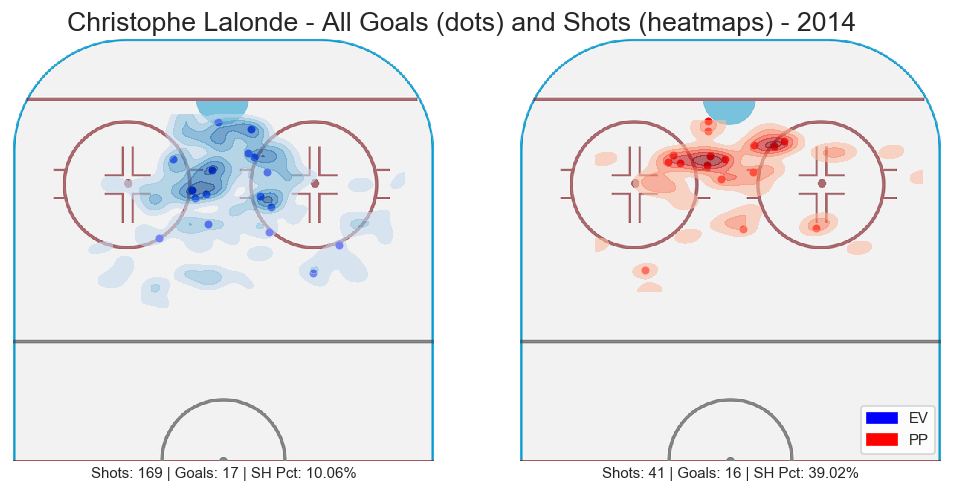 Christophe Lalonde - All Goals (dots) and Shots (heatmaps) - 2014
EV
PP
Shots: 169 | Goals: 17 | SH Pct: 10.06%
Shots: 41 | Goals: 16 | SH Pct: 39.02%